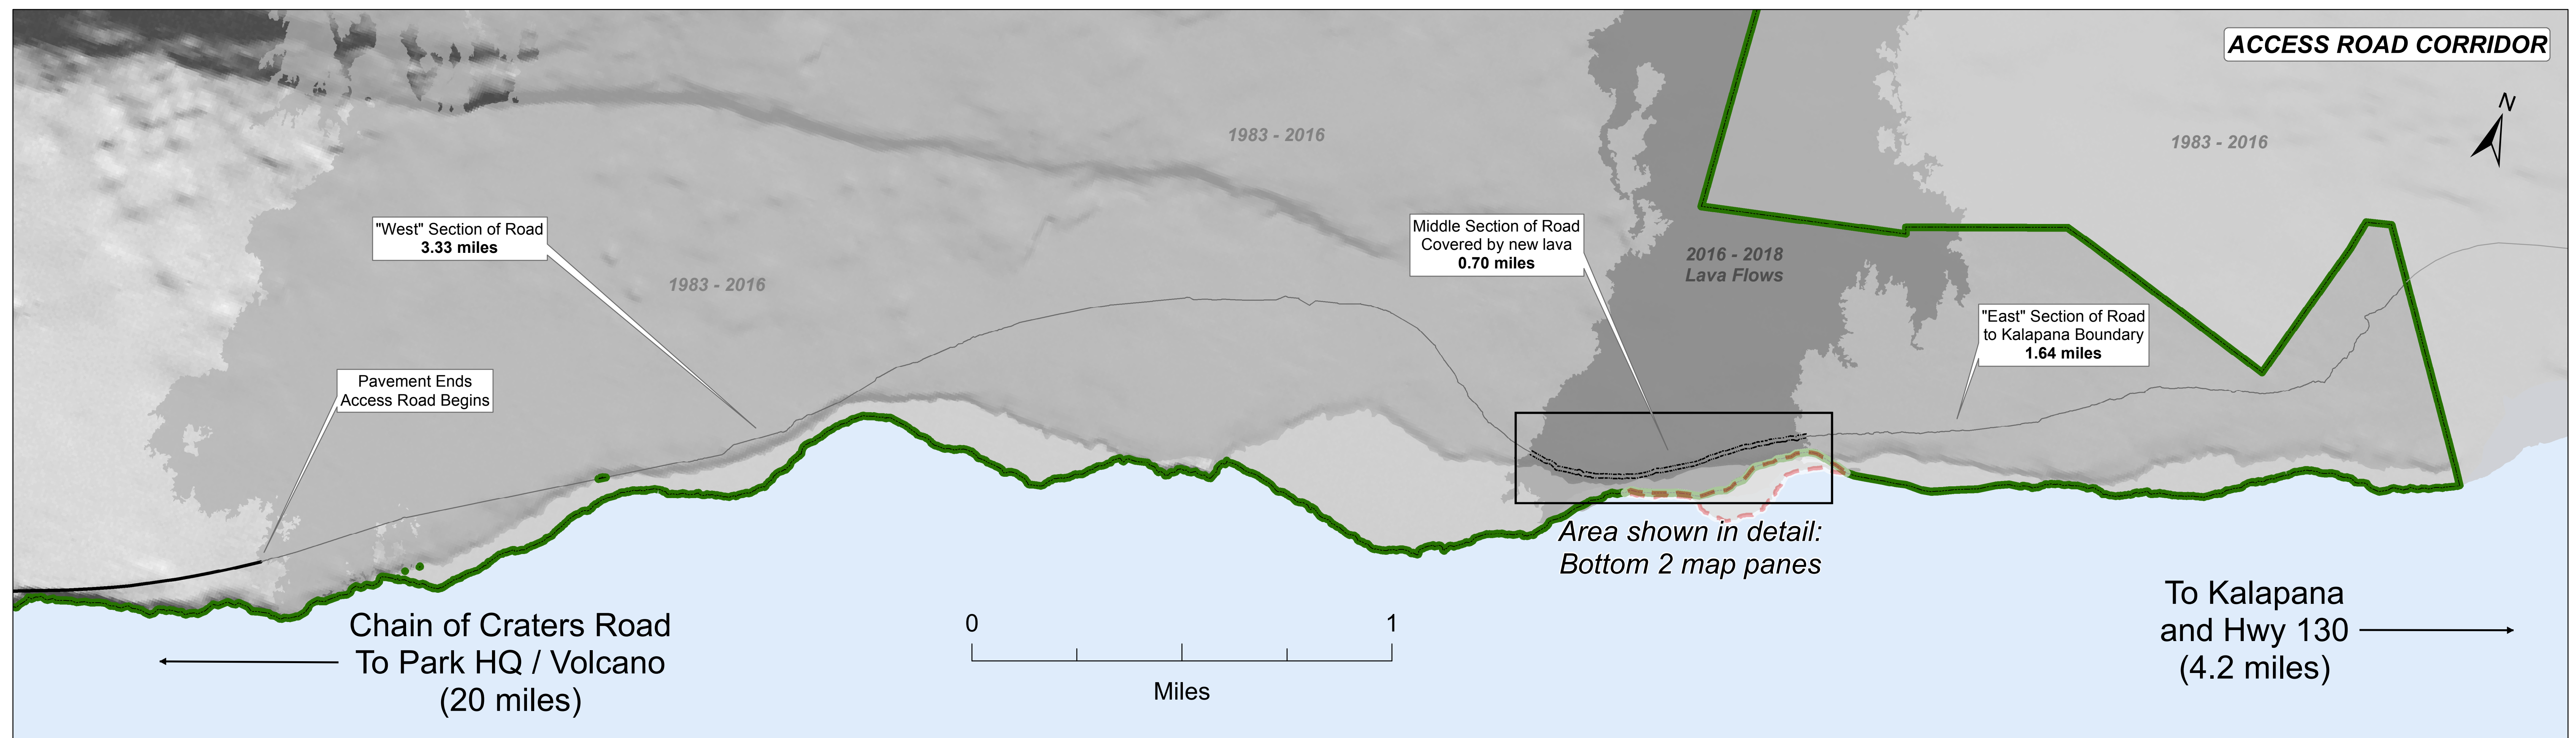 ACCESS ROAD CORRIDOR
N
1983 - 2016
1983 - 2016
1983 - 2016
"West" Section of Road
3.33 miles
Middle Section of Road
Covered by new lava
0.70 miles
2016 - 2018
Lava Flows
"East" Section of Road
to Kalapana Boundary
1.64 miles
Pavement Ends
Access Road Begins
Area shown in detail:
Bottom 2 map panes
Chain of Craters Road
To Park HQ / Volcano
(20 miles)
0
1
Miles
To Kalapana
and Hwy 130
(4.2 miles)